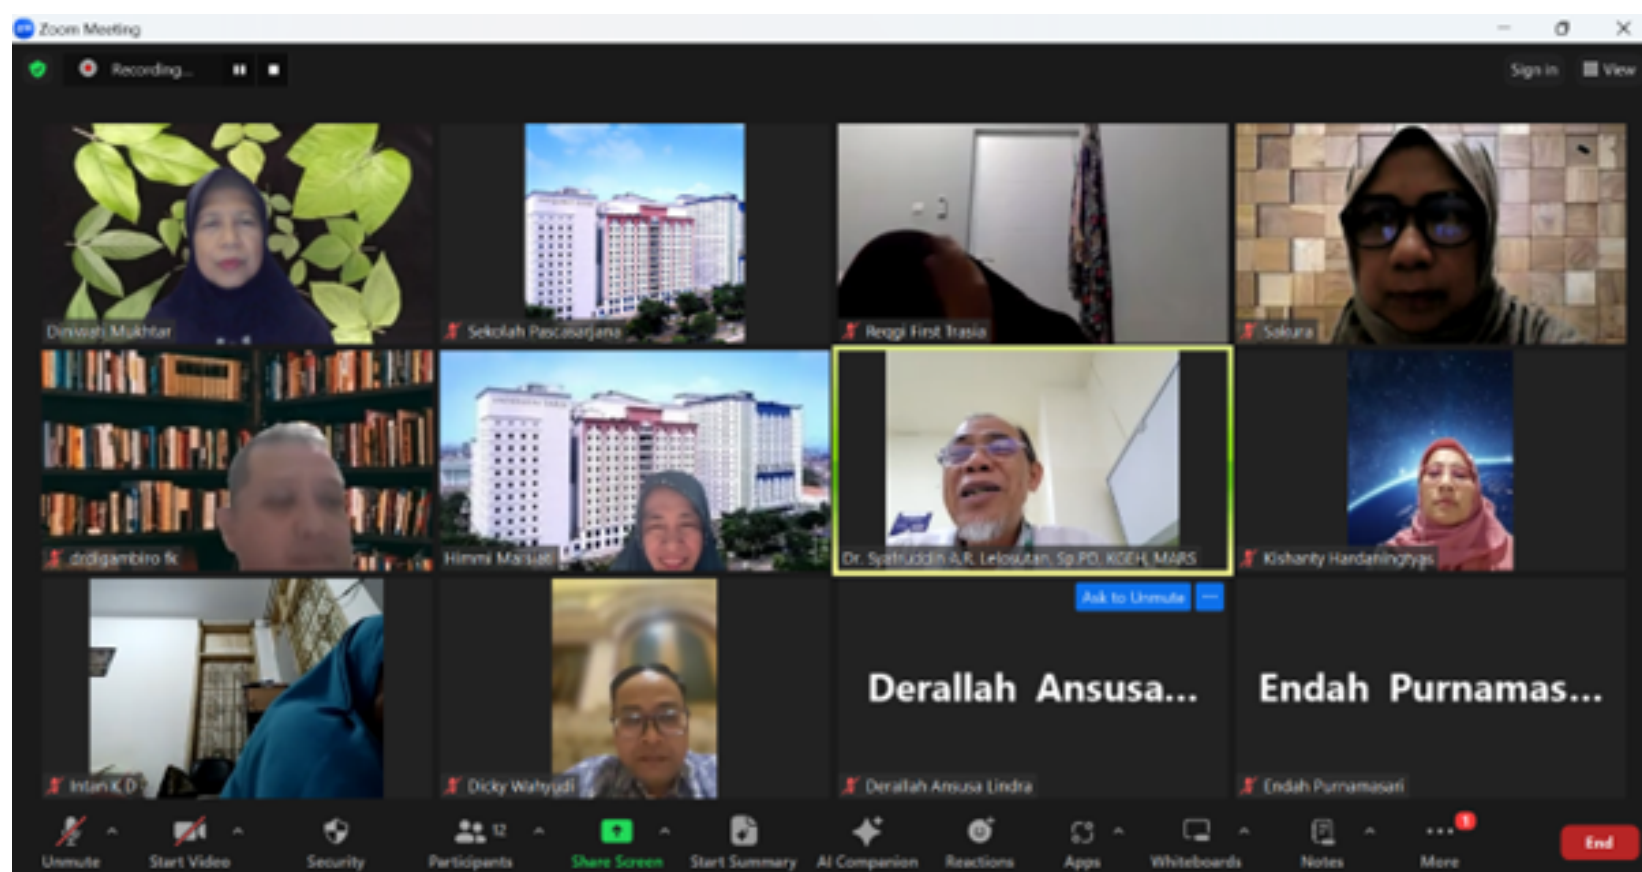 Zoom Meeting
Recording...
Sign in
View
Diniwati Mukhtar
Sekolah Pascasarjana
Reqgi First Trasia
Sakura
drdigambiro fk
Himmi Marsiati
Dr. Syafruddin A.R. Lelosutan, Sp.PD, KGEH, MARS
Kishanty Hardaningtyas
Ask to Unmute
...
Derallah Ansusa...
Endah Purnamas...
Intan K D
Dicky Wahyudi
Derallah Ansusa Lindra
Endah Purnamasari
12
1
Unmute
Start Video
Security
Participants
Share Screen
Start Summary
AI Companion
Reactions
Apps
Whiteboards
Notes
More
End